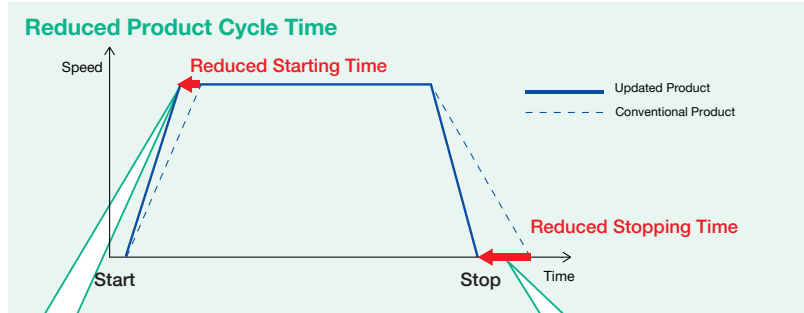 Reduced Product Cycle Time
Speed
Reduced Starting Time
Updated Product
Conventional Product
Reduced Stopping Time
Start
Stop
Time